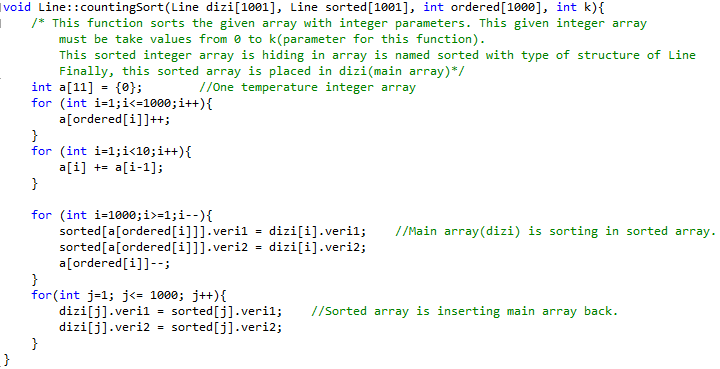 void Line::countingSort(Line dizi[1001], Line sorted[1001], int ordered[1000], int k){
/* This function sorts the given array with integer parameters. This given integer array
must be take values from 0 to k(parameter for this function).
This sorted integer array is hiding in array is named sorted with type of structure of Line
Finally, this sorted array is placed in dizi(main array)*/
int a[11] = {0}; //One temperature integer array
for (int i=1;i<=1000;i++){
a[ordered[i]]++;
}
for (int i=1;i<10;i++){
a[i] += a[i-1];
}
for (int i=1000;i>=1;i--){
sorted[a[ordered[i]]].veri1 = dizi[i].veri1; //Main array(dizi) is sorting in sorted array.
sorted[a[ordered[i]]].veri2 = dizi[i].veri2;
a[ordered[i]]--;
}
for(int j=1; j<= 1000; j++){
dizi[j].veri1 = sorted[j].veri1; //Sorted array is inserting main array back.
dizi[j].veri2 = sorted[j].veri2;
}
}